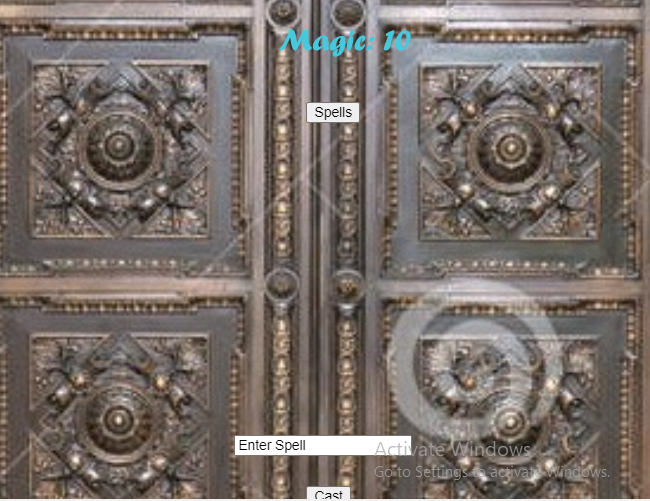 Magic: 10
Spells
Enter Spell
Activate Windows
Go to Settings to activate Windows.
Cast